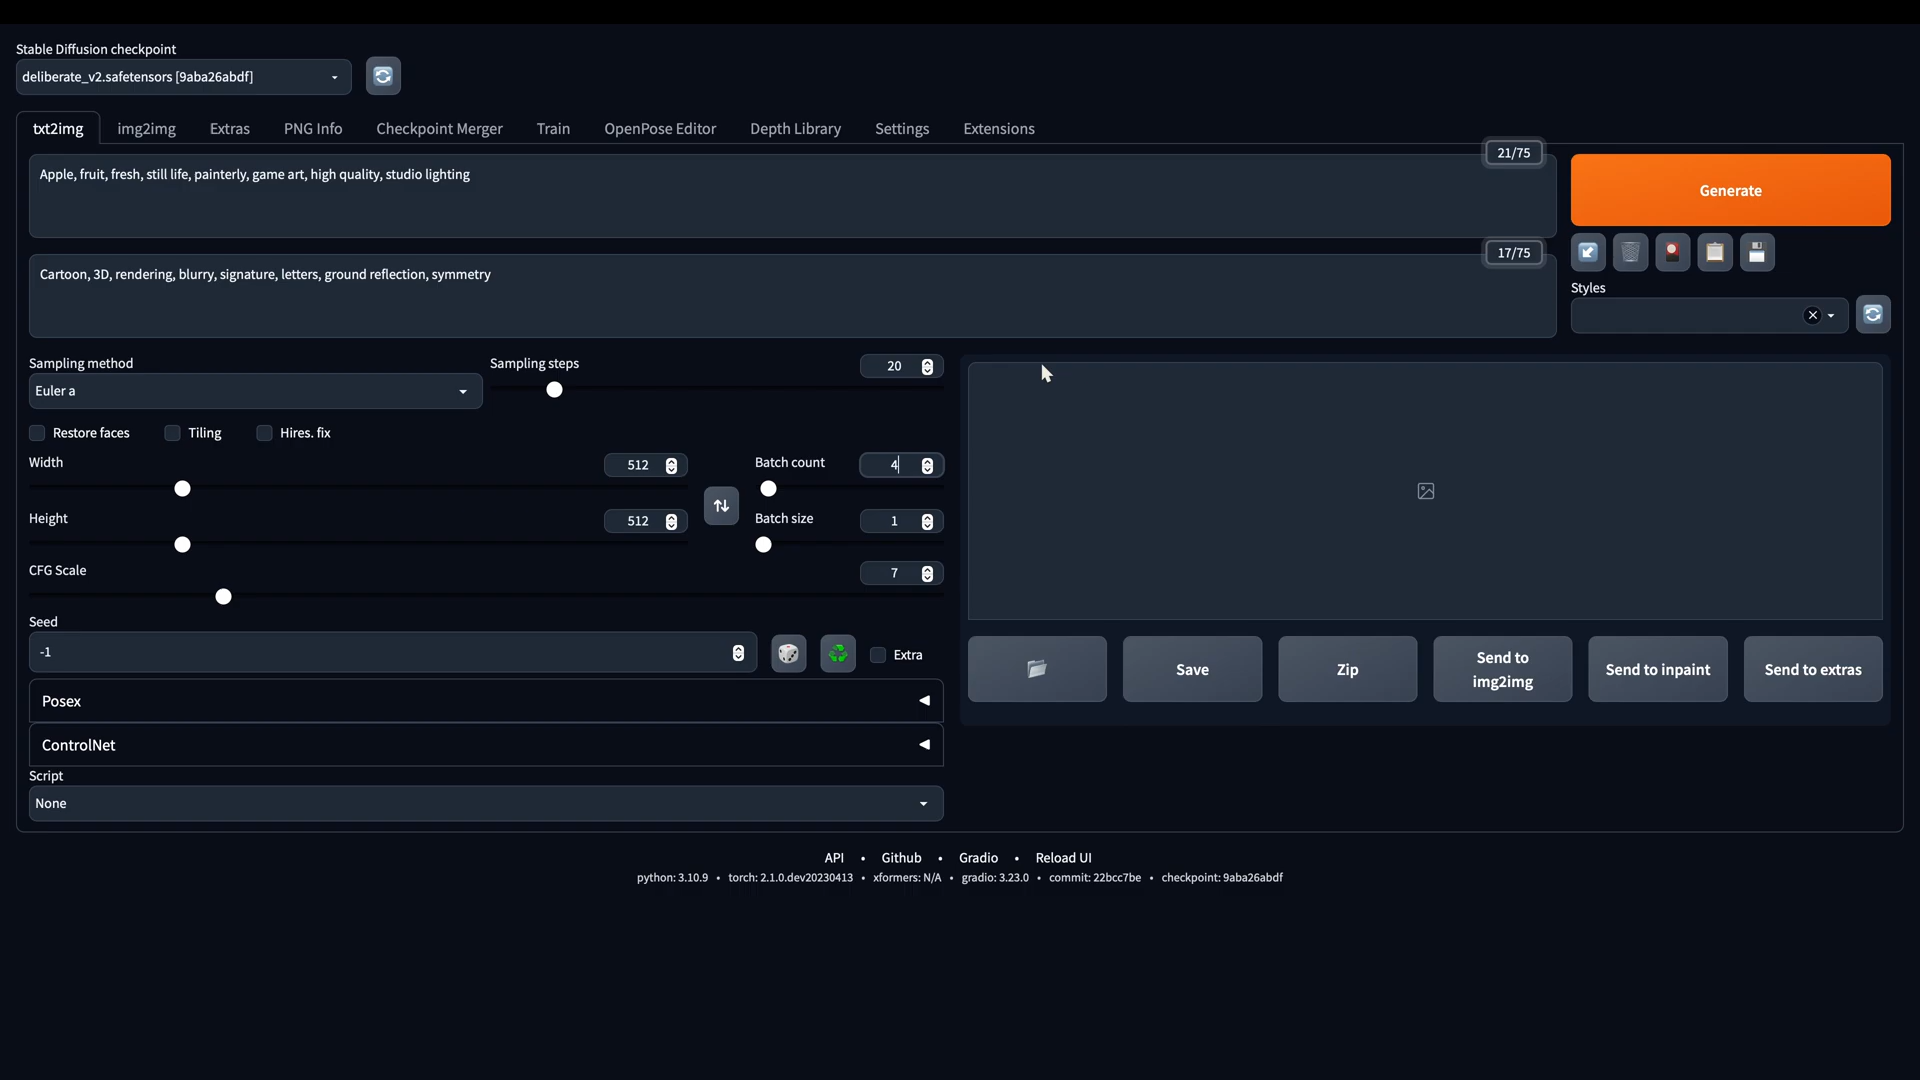 Stable Diffusion checkpoint
deliberate_v2.safetensors [9aba26abdf]
txt2img img2img Extras PNG Info Checkpoint Merger Train OpenPose Editor Depth Library Settings Extensions
21/75
Apple, fruit, fresh, still life, painterly, game art, high quality, studio lighting
Generate
17/75
Cartoon, 3D, rendering, blurry, signature, letters, ground reflection, symmetry
Styles
Sampling method
Euler a
Sampling steps
20
Restore faces Tiling Hires. fix
Width
512
Batch count
4
Height
512
Batch size
1
CFG Scale
7
Seed
-1
Extra
Save
Zip
Send to
img2img
Send to inpaint
Send to extras
Posex
ControlNet
Script
None
API • Github • Gradio • Reload UI
python: 3.10.9 • torch: 2.1.0.dev20230413 • xformers: N/A • gradio: 3.23.0 • commit: 22bcc7be • checkpoint: 9aba26abdf